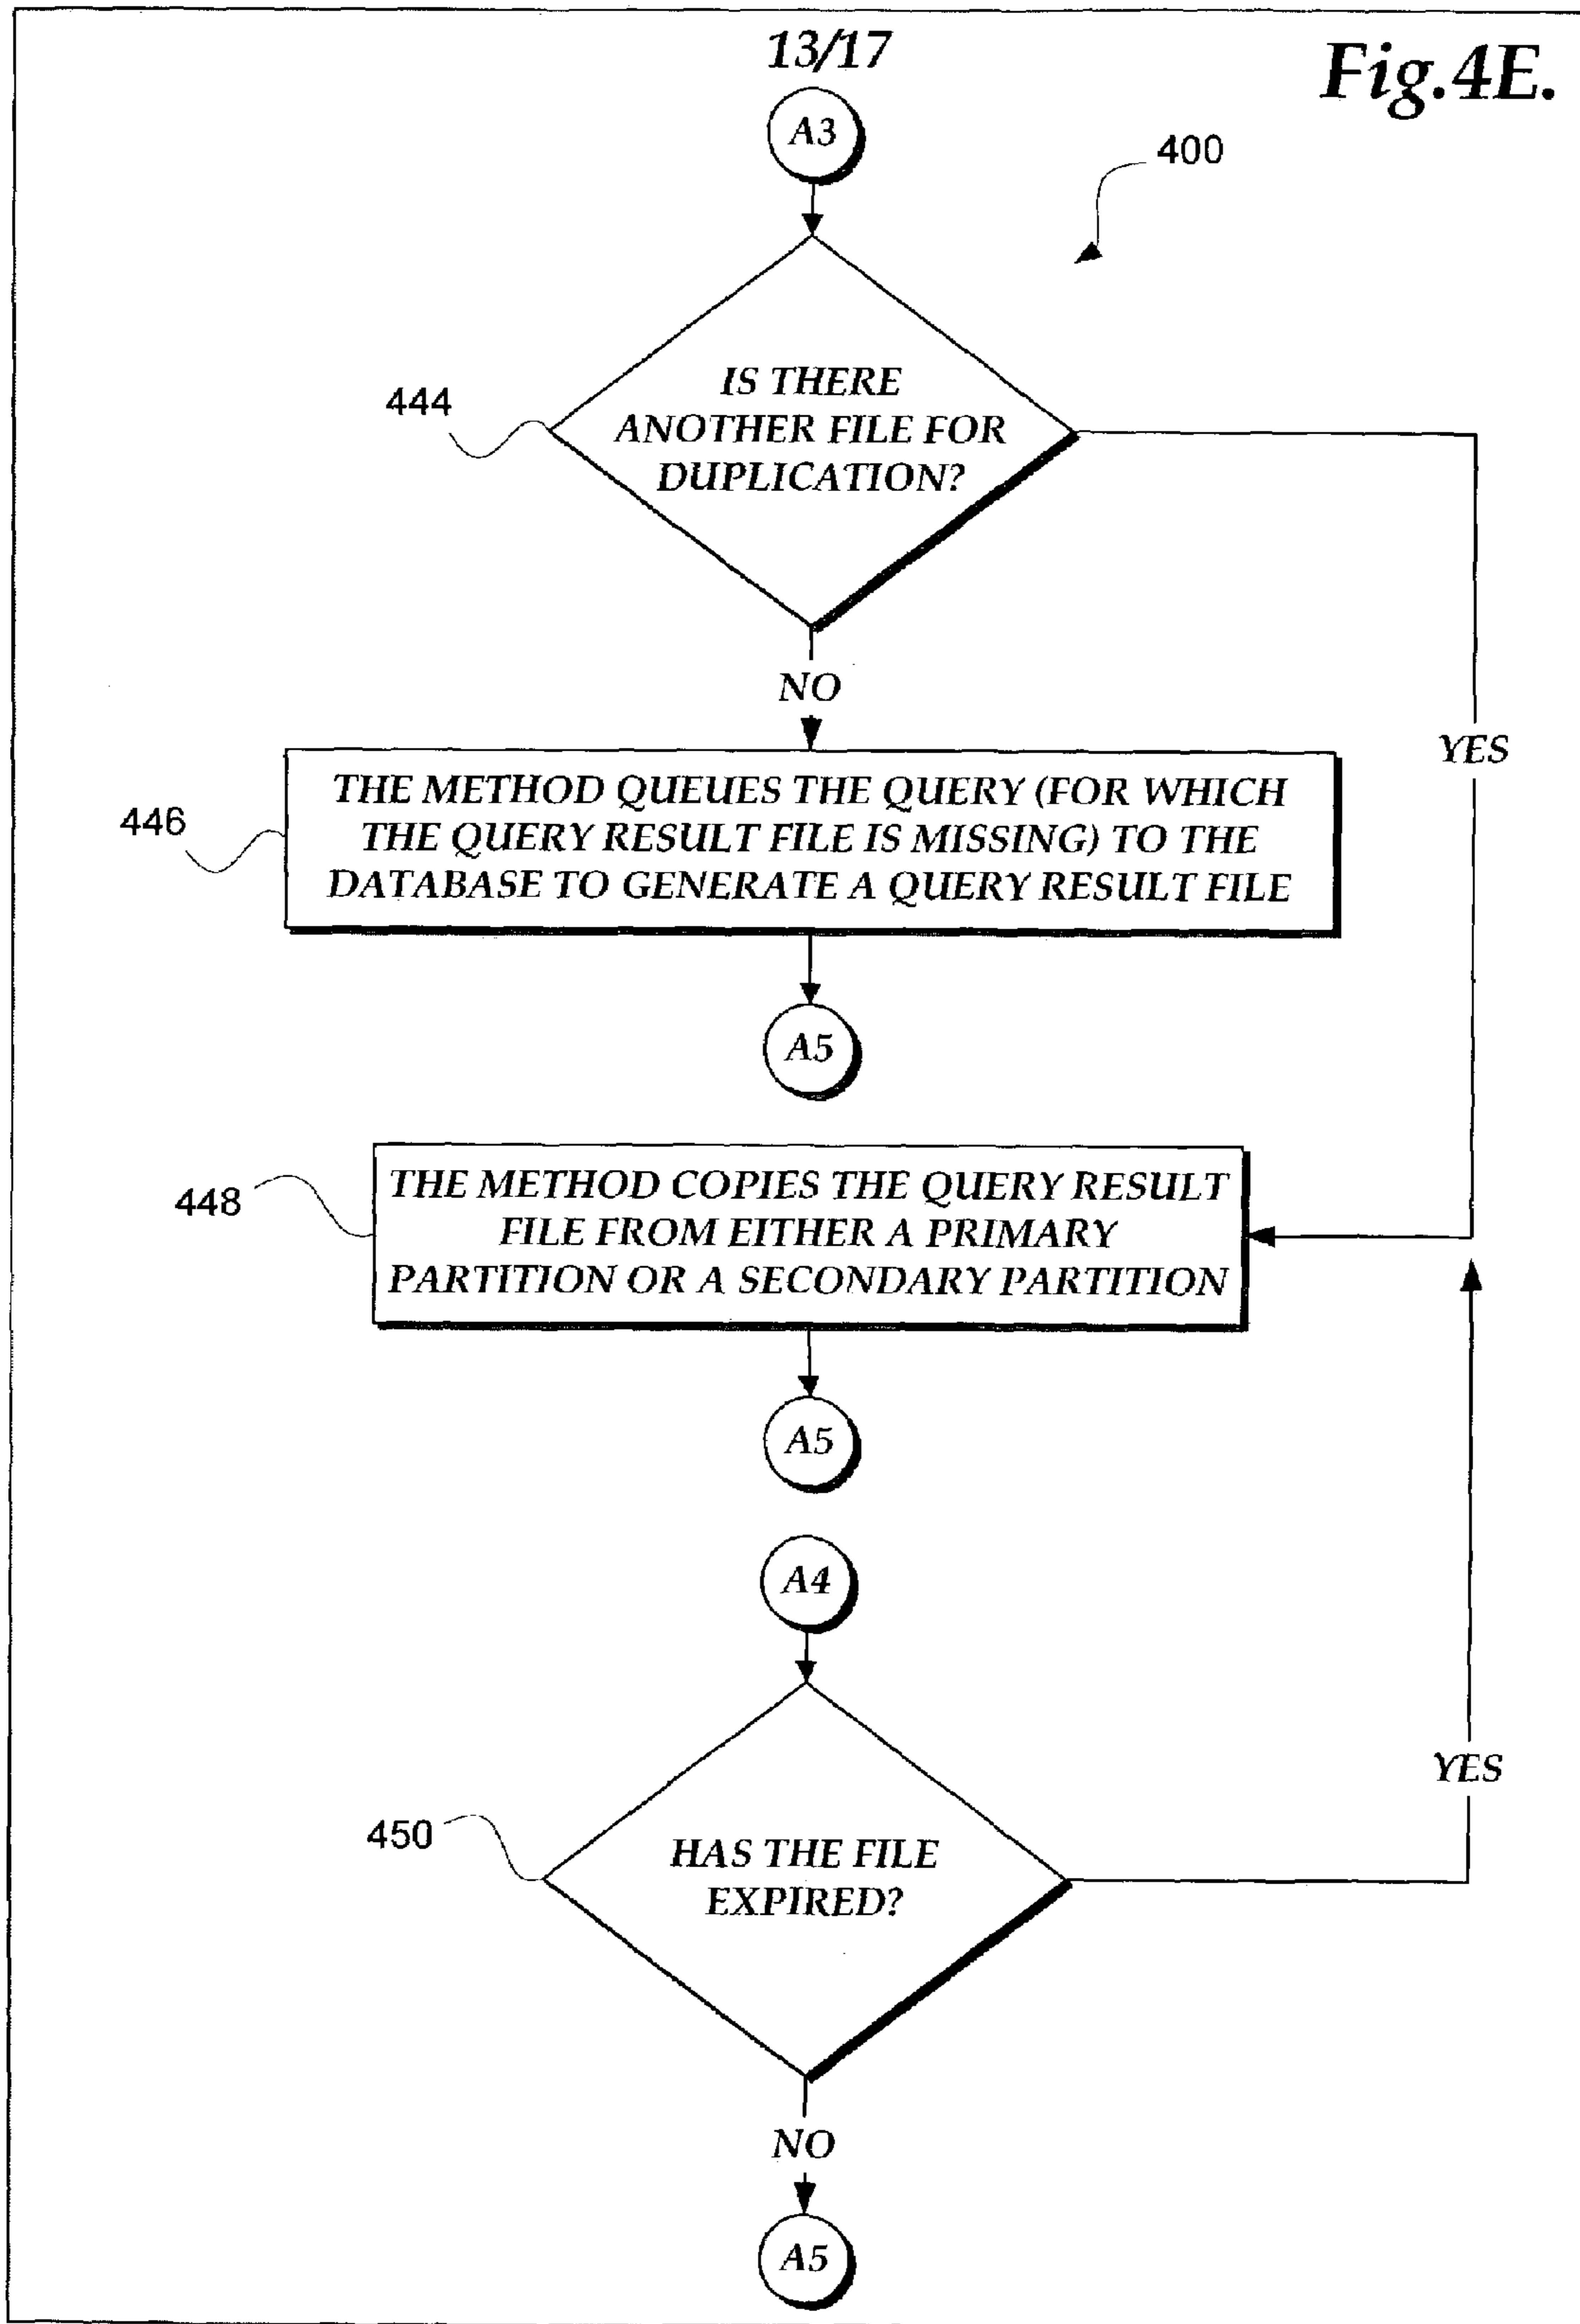 13/17
Fig.4E.
A3
400
444
IS THERE
ANOTHER FILE FOR
DUPLICATION?
NO
YES
446
THE METHOD QUEUES THE QUERY (FOR WHICH
THE QUERY RESULT FILE IS MISSING) TO THE
DATABASE TO GENERATE A QUERY RESULT FILE
A5
448
THE METHOD COPIES THE QUERY RESULT
FILE FROM EITHER A PRIMARY
PARTITION OR A SECONDARY PARTITION
A5
A4
YES
450
HAS THE FILE
EXPIRED?
NO
A5